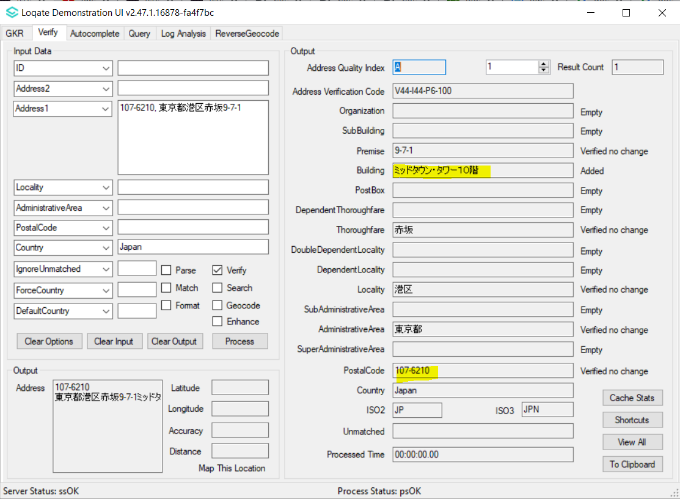 Loqate Demonstration UI v2.47.1.16878-fa4f7bc
GKR Verify Autocomplete Query Log Analysis ReverseGeocode
Input Data
ID
Address2
Address1 107-6210, 東京都港区赤坂9-7-1
Locality
AdministrativeArea
PostalCode
Country Japan
IgnoreUnmatched Parse Verify
ForceCountry Match Search
DefaultCountry Format Geocode
Enhance
Clear Options Clear Input Clear Output Process
Output
Address 107-6210
東京都港区赤坂9-7-1ミッドタ
Latitude
Longitude
Accuracy
Distance
Map This Location
Output
Address Quality Index A 1 Result Count 1
Address Verification Code V44-I44-P6-100
Organization Empty
SubBuilding Empty
Premise 9-7-1 Verified no change
Building ミッドタウン・タワー10階 Added
PostBox Empty
DependentThoroughfare Empty
Thoroughfare 赤坂 Verified no change
DoubleDependentLocality Empty
DependentLocality Empty
Locality 港区 Verified no change
SubAdministrativeArea Empty
AdministrativeArea 東京都 Verified no change
SuperAdministrativeArea Empty
PostalCode 107-6210 Verified no change
Country Japan
ISO2 JP ISO3 JPN
Unmatched
Processed Time 00:00:00.00
Cache Stats
Shortcuts
View All
To Clipboard
Server Status: ssOK Process Status: psOK